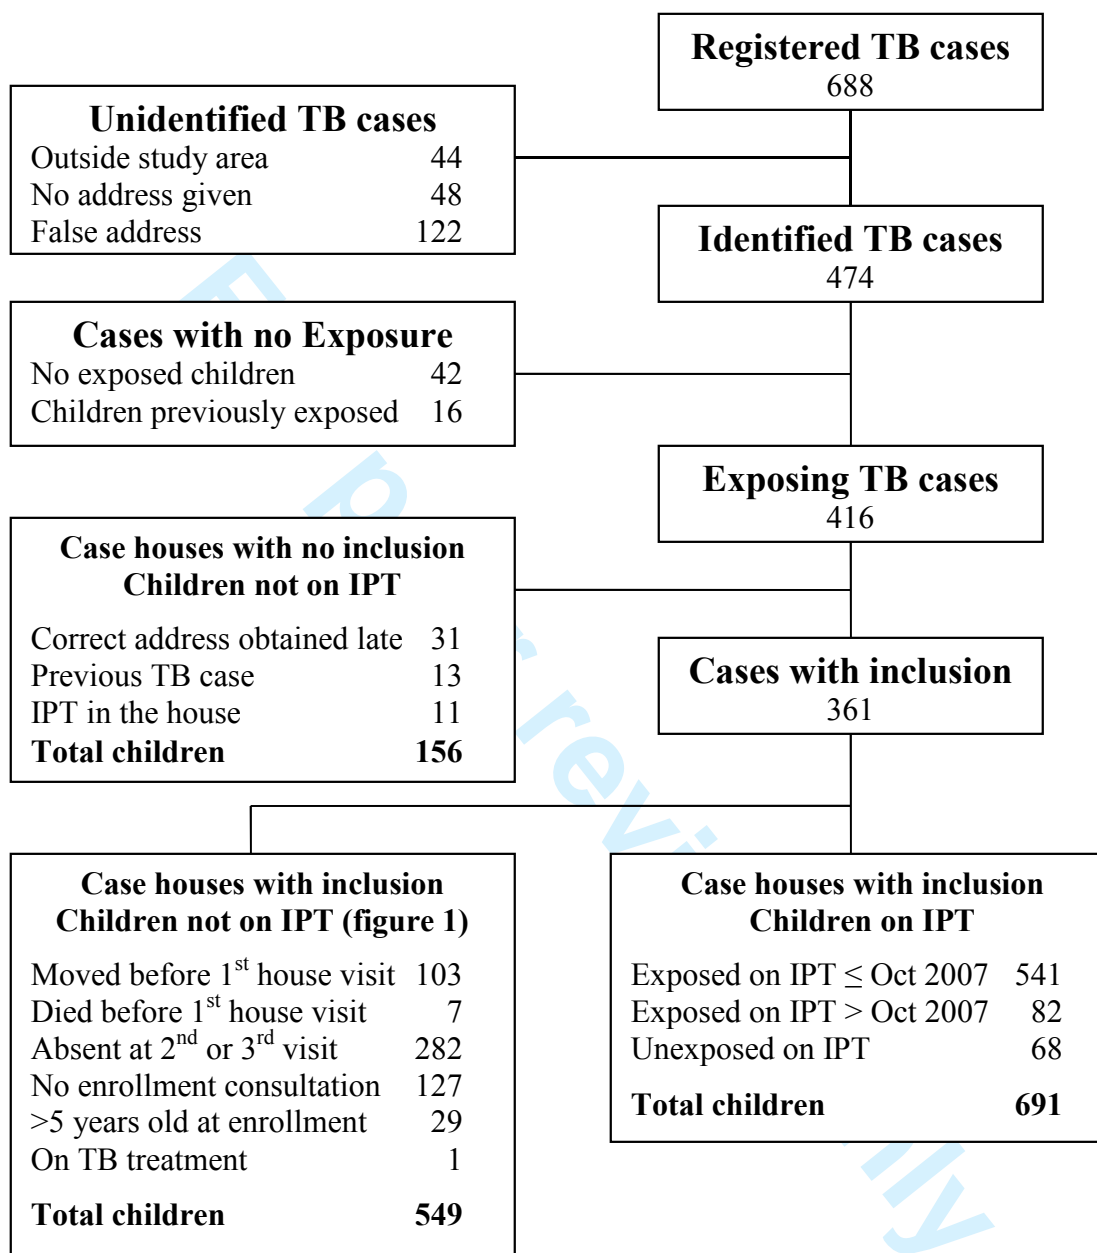 Registered TB cases
688
Unidentified TB cases
Outside study area 44
No address given 48
False address 122
Identified TB cases
474
Cases with no Exposure
No exposed children 42
Children previously exposed 16
Exposing TB cases
416
Case houses with no inclusion
Children not on IPT
Correct address obtained late 31
Previous TB case 13
IPT in the house 11
Total children 156
Cases with inclusion
361
Case houses with inclusion
Children not on IPT (figure 1)
Moved before 1st house visit 103
Died before 1st house visit 7
Absent at 2nd or 3rd visit 282
No enrollment consultation 127
>5 years old at enrollment 29
On TB treatment 1
Total children 549
Case houses with inclusion
Children on IPT
Exposed on IPT ≤ Oct 2007 541
Exposed on IPT > Oct 2007 82
Unexposed on IPT 68
Total children 691